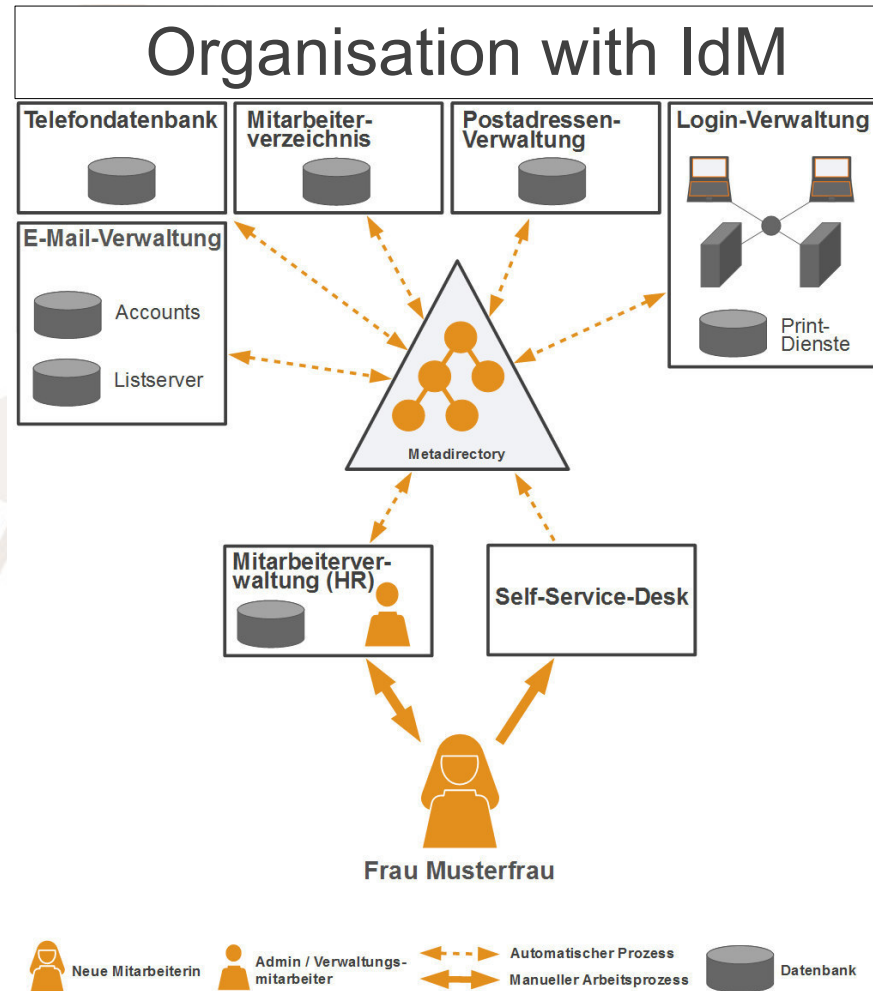 Organisation with IdM
Telefondatenbank
Mitarbeiter-
verzeichnis
Postadressen-
Verwaltung
Login-Verwaltung
Print-
Dienste
E-Mail-Verwaltung
Accounts
Listserver
Metadirectory
Mitarbeiterver-
waltung (HR)
Self-Service-Desk
Frau Musterfrau
Neue Mitarbeiterin
Admin / Verwaltungs-
mitarbeiter
Automatischer Prozess
Manueller Arbeitsprozess
Datenbank